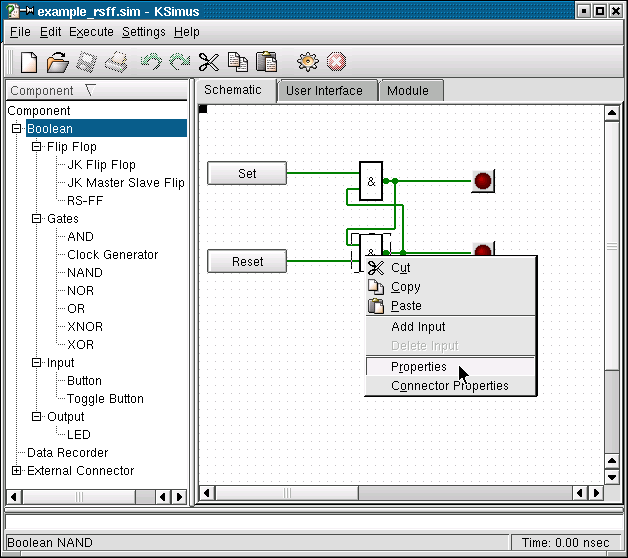 example_rsff.sim - KSimus
File Edit Execute Settings Help
Component
Schematic User Interface Module
Component
Boolean
Flip Flop
JK Flip Flop
JK Master Slave Flip
RS-FF
Gates
AND
Clock Generator
NAND
NOR
OR
XNOR
XOR
Input
Button
Toggle Button
Output
LED
Data Recorder
External Connector
Set
&
Reset
&
Cut
Copy
Paste
Add Input
Delete Input
Properties
Connector Properties
Boolean NAND
Time: 0.00 nsec